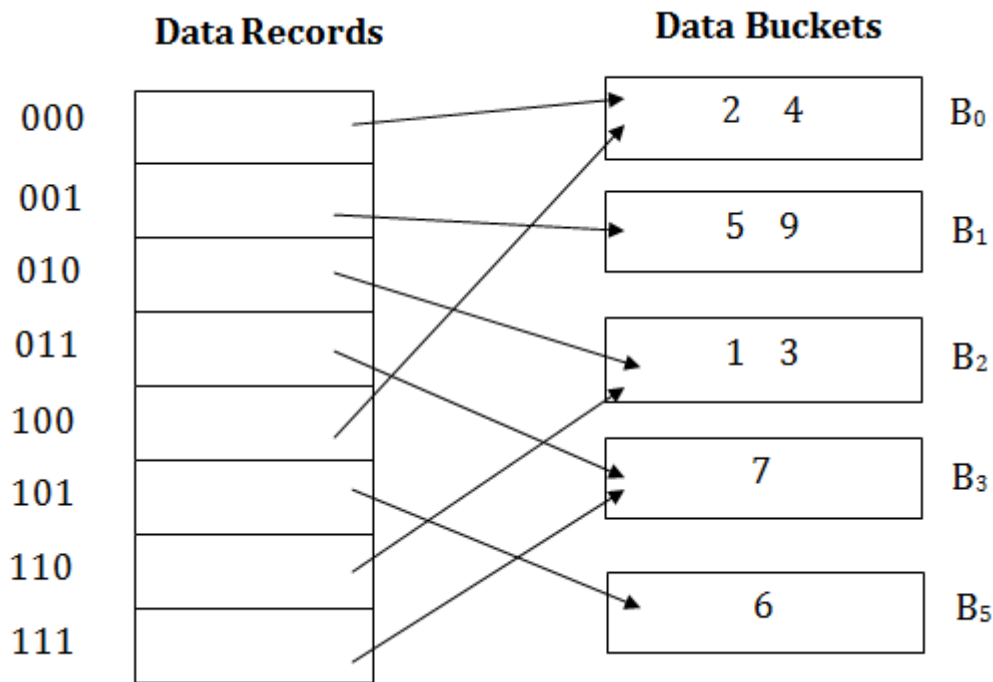 Data Records
Data Buckets
000
2 4
B₀
001
5 9
B₁
010
011
1 3
B₂
100
7
B₃
101
110
6
B₅
111